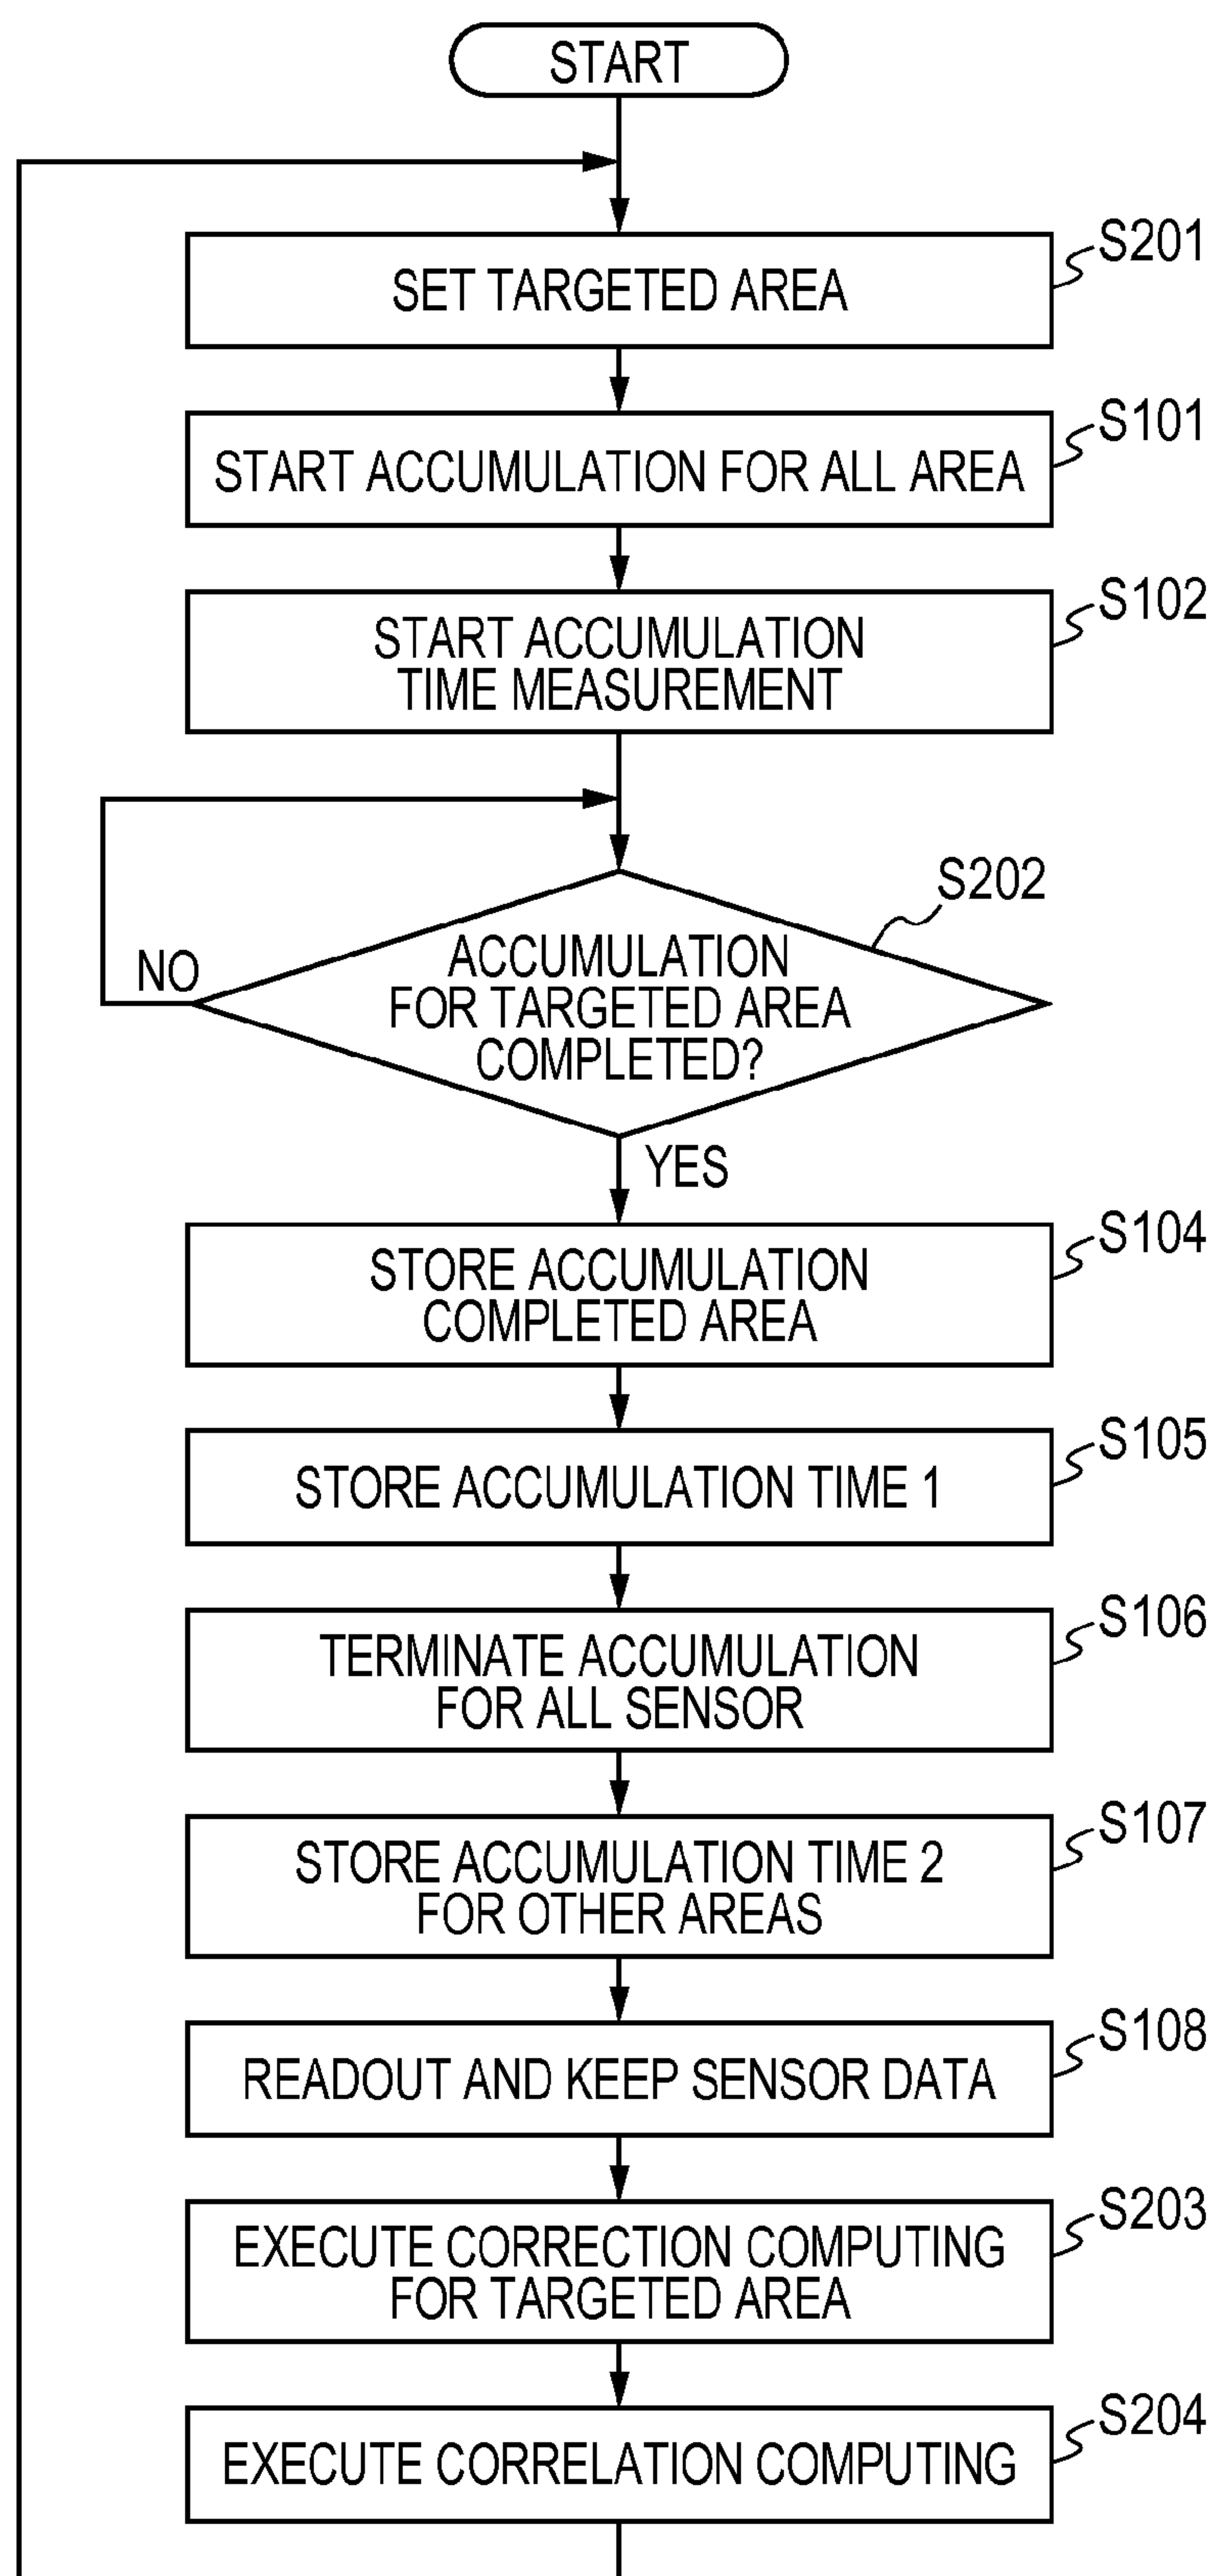 START
S201
SET TARGETED AREA
S101
START ACCUMULATION FOR ALL AREA
S102
START ACCUMULATION
TIME MEASUREMENT
S202
ACCUMULATION
FOR TARGETED AREA
COMPLETED?
NO
YES
S104
STORE ACCUMULATION
COMPLETED AREA
S105
STORE ACCUMULATION TIME 1
S106
TERMINATE ACCUMULATION
FOR ALL SENSOR
S107
STORE ACCUMULATION TIME 2
FOR OTHER AREAS
S108
READOUT AND KEEP SENSOR DATA
S203
EXECUTE CORRECTION COMPUTING
FOR TARGETED AREA
S204
EXECUTE CORRELATION COMPUTING